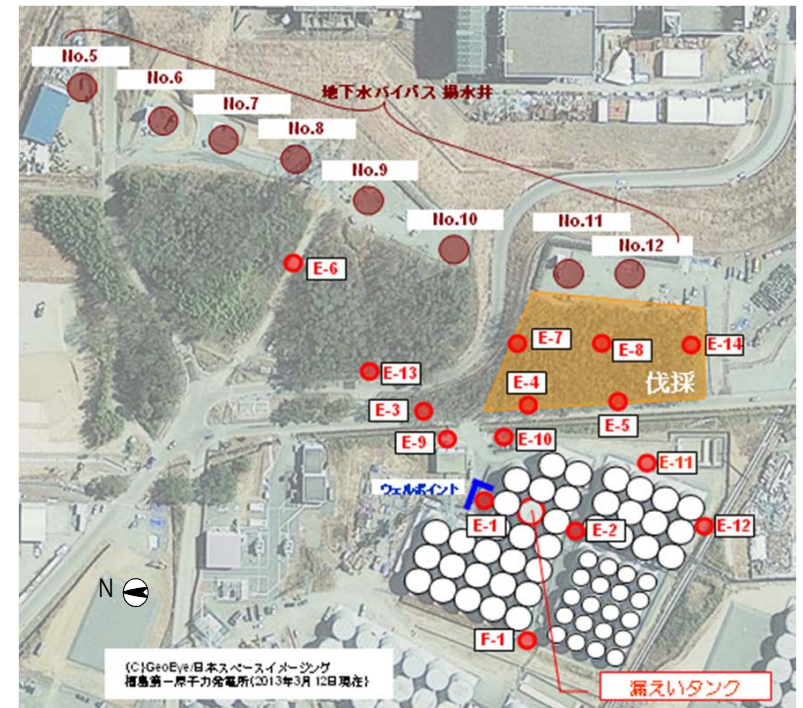 No.5
No.6
No.7
地下水バイパス 揚水井
No.8
No.9
No.10
No.11
No.12
E-6
E-7
E-8
E-14
E-13
伐採
E-4
E-3
E-5
E-9
E-10
E-11
ウェルポイント
E-1
E-2
E-12
N
F-1
(C)GeoEye/日本スペースイメージング
福島第一原子力発電所(2013年3月12日現在)
漏えいタンク